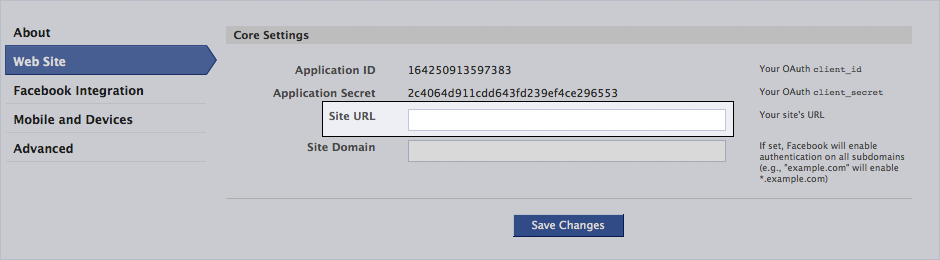 About
Web Site
Facebook Integration
Mobile and Devices
Advanced
Core Settings
Application ID 164250913597383 Your OAuth client_id
Application Secret 2c4064d911cdd643fd239ef4ce296553 Your OAuth client_secret
Site URL Your site's URL
Site Domain If set, Facebook will enable
authentication on all subdomains
(e.g., "example.com" will enable
*.example.com)
Save Changes